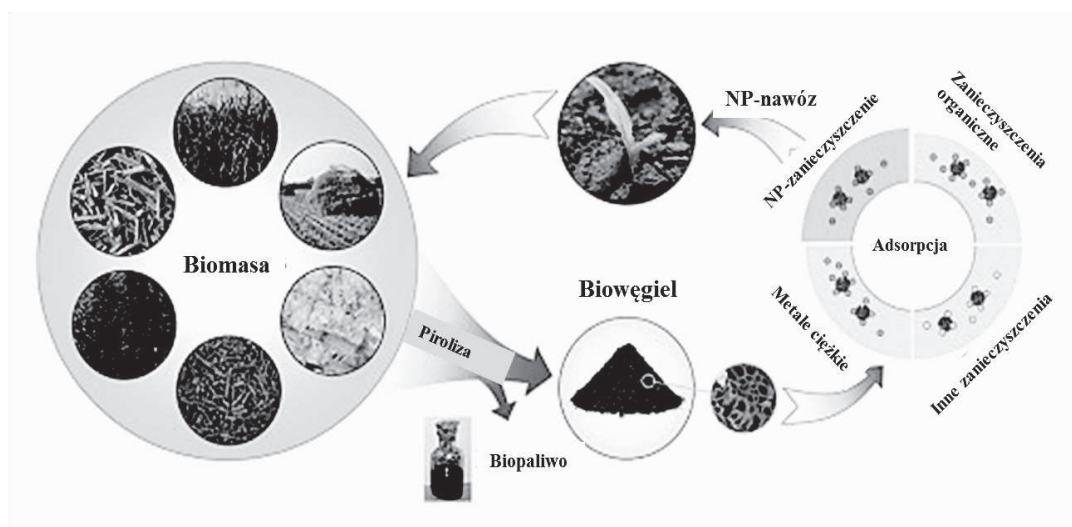 Biomasa
Piroliza
Biopaliwo
Biowęgiel
NP-nawóz
NP-zanieczyszczenie
Zanieczyszczenia
organiczne
Adsorpcja
Metale ciężkie
Inne zanieczyszczenia